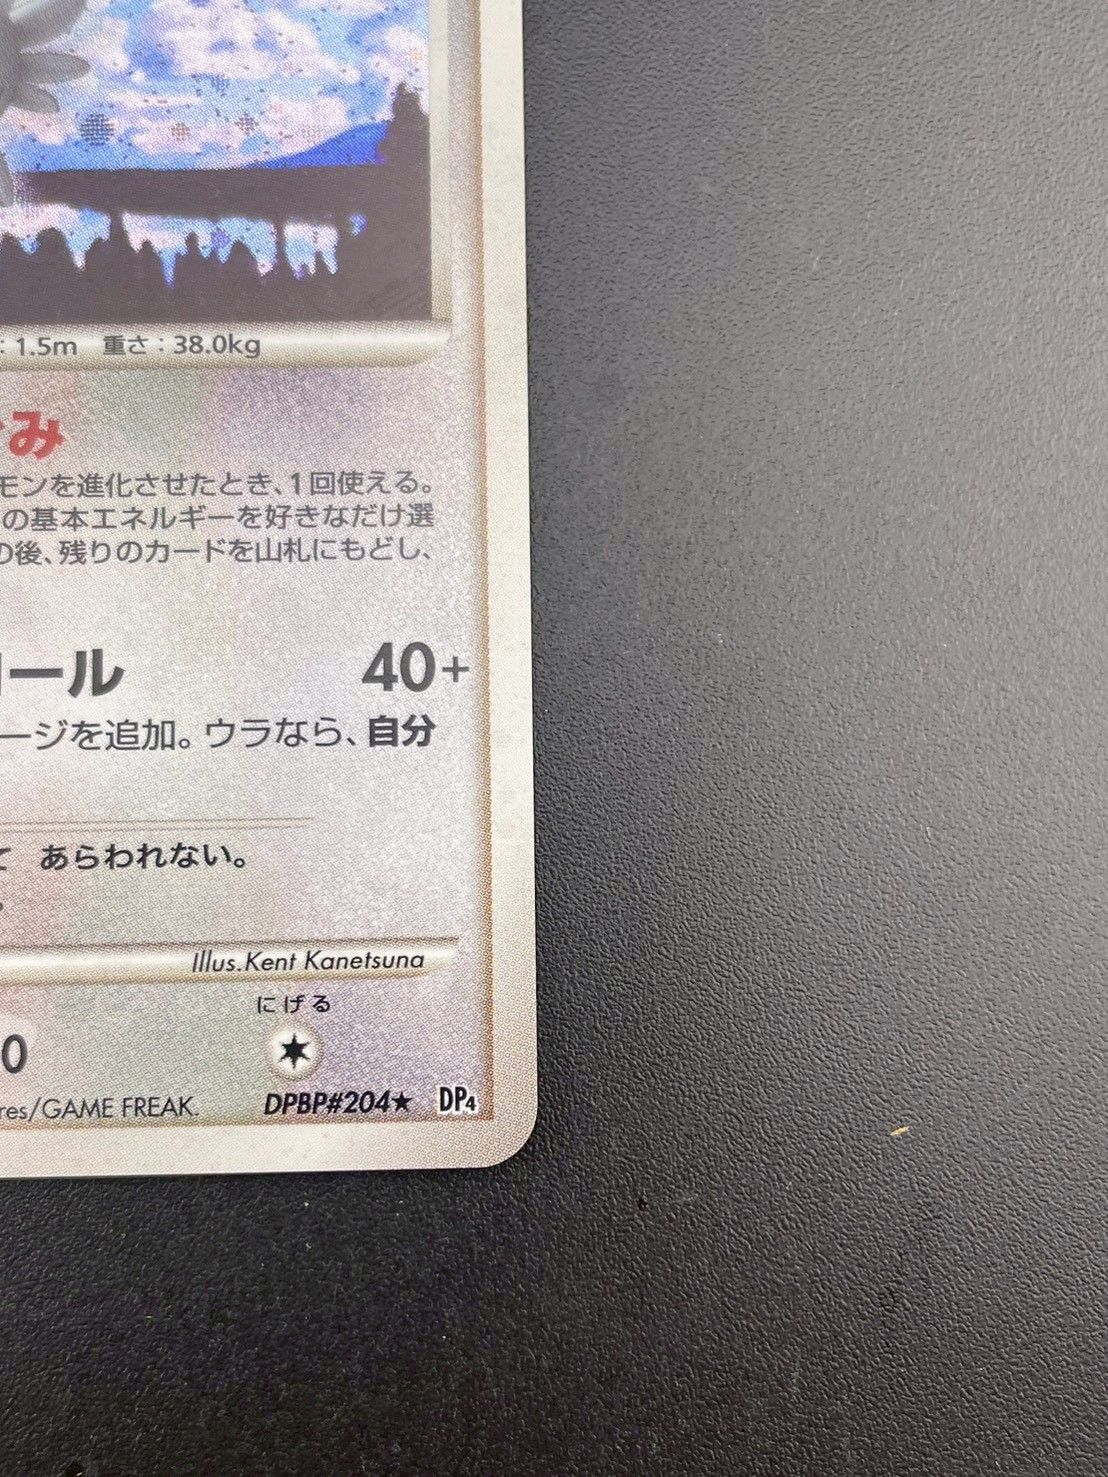 : 1.5m 重さ：38.0kg
み
モンを進化させたとき、1回使える。
の基本エネルギーを好きなだけ選
の後、残りのカードを山札にもどし、
ール 40+
ージを追加。ウラなら、自分
て あらわれない。
。
Illus.Kent Kanetsuna
にげる
0
res/GAME FREAK.
DPBP#204★ DP4